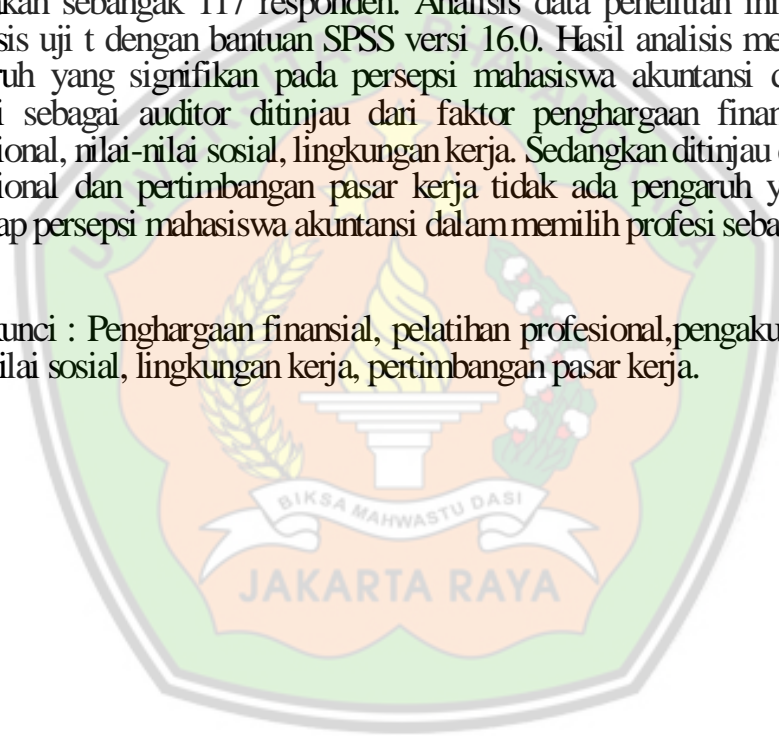 kan sebangak 117 responden. Analisis data penelitian ini
sis uji t dengan bantuan SPSS versi 16.0. Hasil analisis me
ruh yang signifikan pada persepsi mahasiswa akuntansi d
i sebagai auditor ditinjau dari faktor penghargaan finan
ional, nilai-nilai sosial, lingkungan kerja. Sedangkan ditinjau
ional dan pertimbangan pasar kerja tidak ada pengaruh y
ap persepsi mahasiswa akuntansi dalam memilih profesi seba
unci : Penghargaan finansial, pelatihan profesional,pengaku
ilai sosial, lingkungan kerja, pertimbangan pasar kerja.
UNIVERSITAS BHAYANGKARA
BIKSA MAHWASTU DASI
JAKARTA RAYA